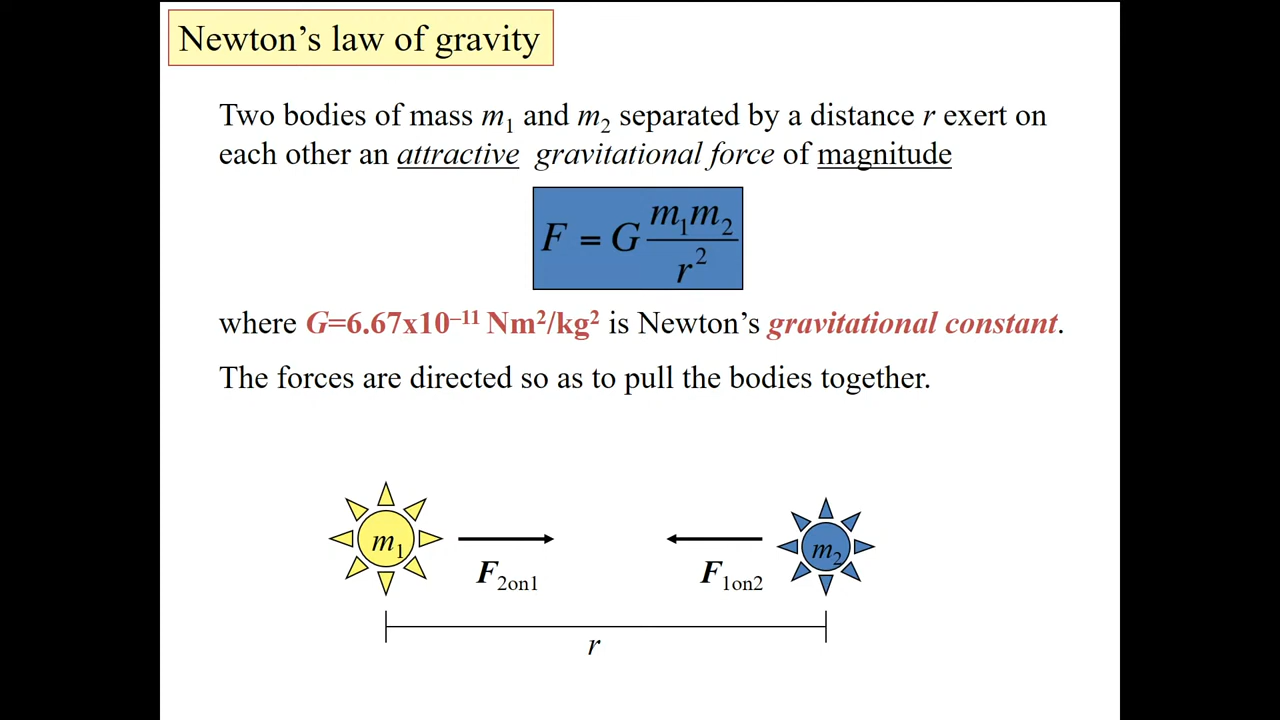 Newton’s law of gravity
Two bodies of mass m₁ and m₂ separated by a distance r exert on
each other an attractive gravitational force of magnitude
F = G m₁m₂ / r²
where G=6.67x10⁻¹¹ Nm²/kg² is Newton’s gravitational constant.
The forces are directed so as to pull the bodies together.
m₁
m₂
F2on1
F1on2
r